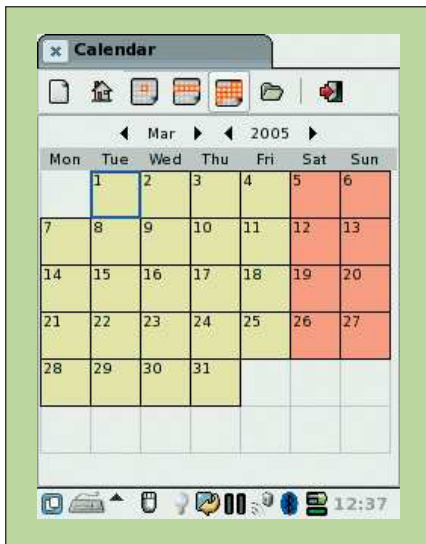 Calendar
Mar 2005
Mon Tue Wed Thu Fri Sat Sun
1 2 3 4 5 6
7 8 9 10 11 12 13
14 15 16 17 18 19 20
21 22 23 24 25 26 27
28 29 30 31
12:37